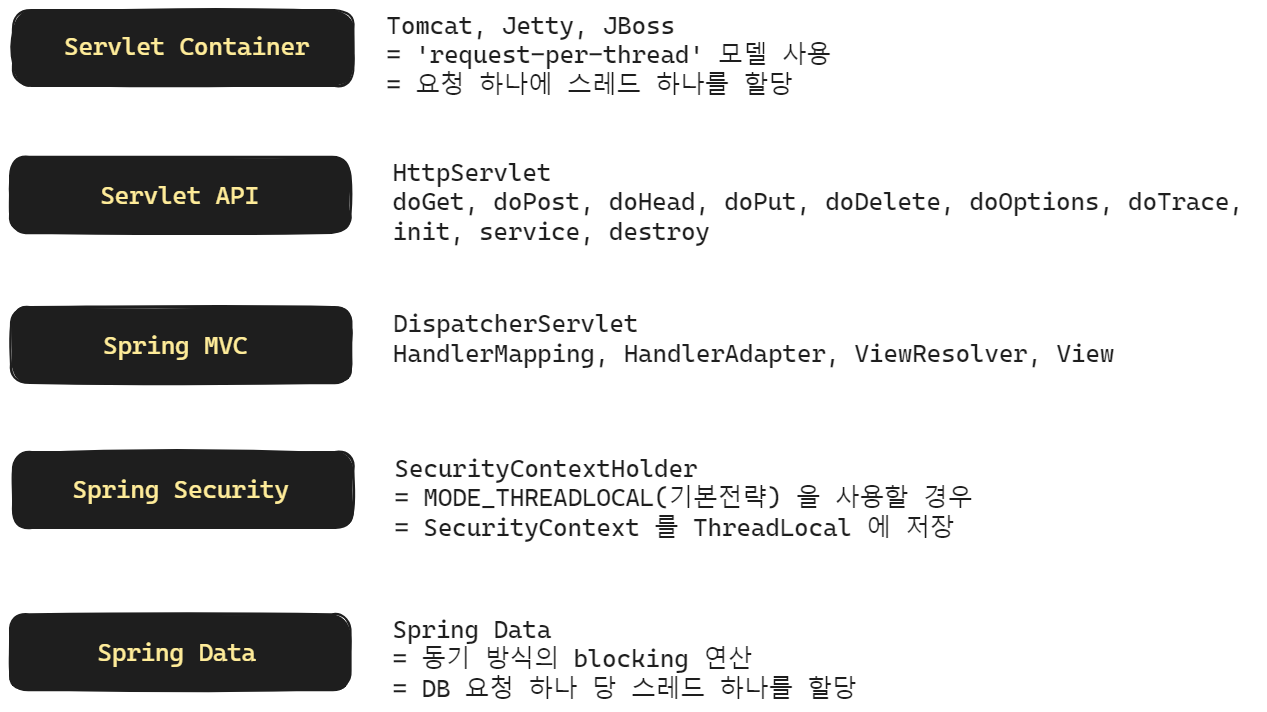 Servlet Container
Tomcat, Jetty, JBoss
= 'request-per-thread' 모델 사용
= 요청 하나에 스레드 하나를 할당
Servlet API
HttpServlet
doGet, doPost, doHead, doPut, doDelete, doOptions, doTrace,
init, service, destroy
Spring MVC
DispatcherServlet
HandlerMapping, HandlerAdapter, ViewResolver, View
Spring Security
SecurityContextHolder
= MODE_THREADLOCAL(기본전략) 을 사용할 경우
= SecurityContext 를 ThreadLocal 에 저장
Spring Data
Spring Data
= 동기 방식의 blocking 연산
= DB 요청 하나 당 스레드 하나를 할당